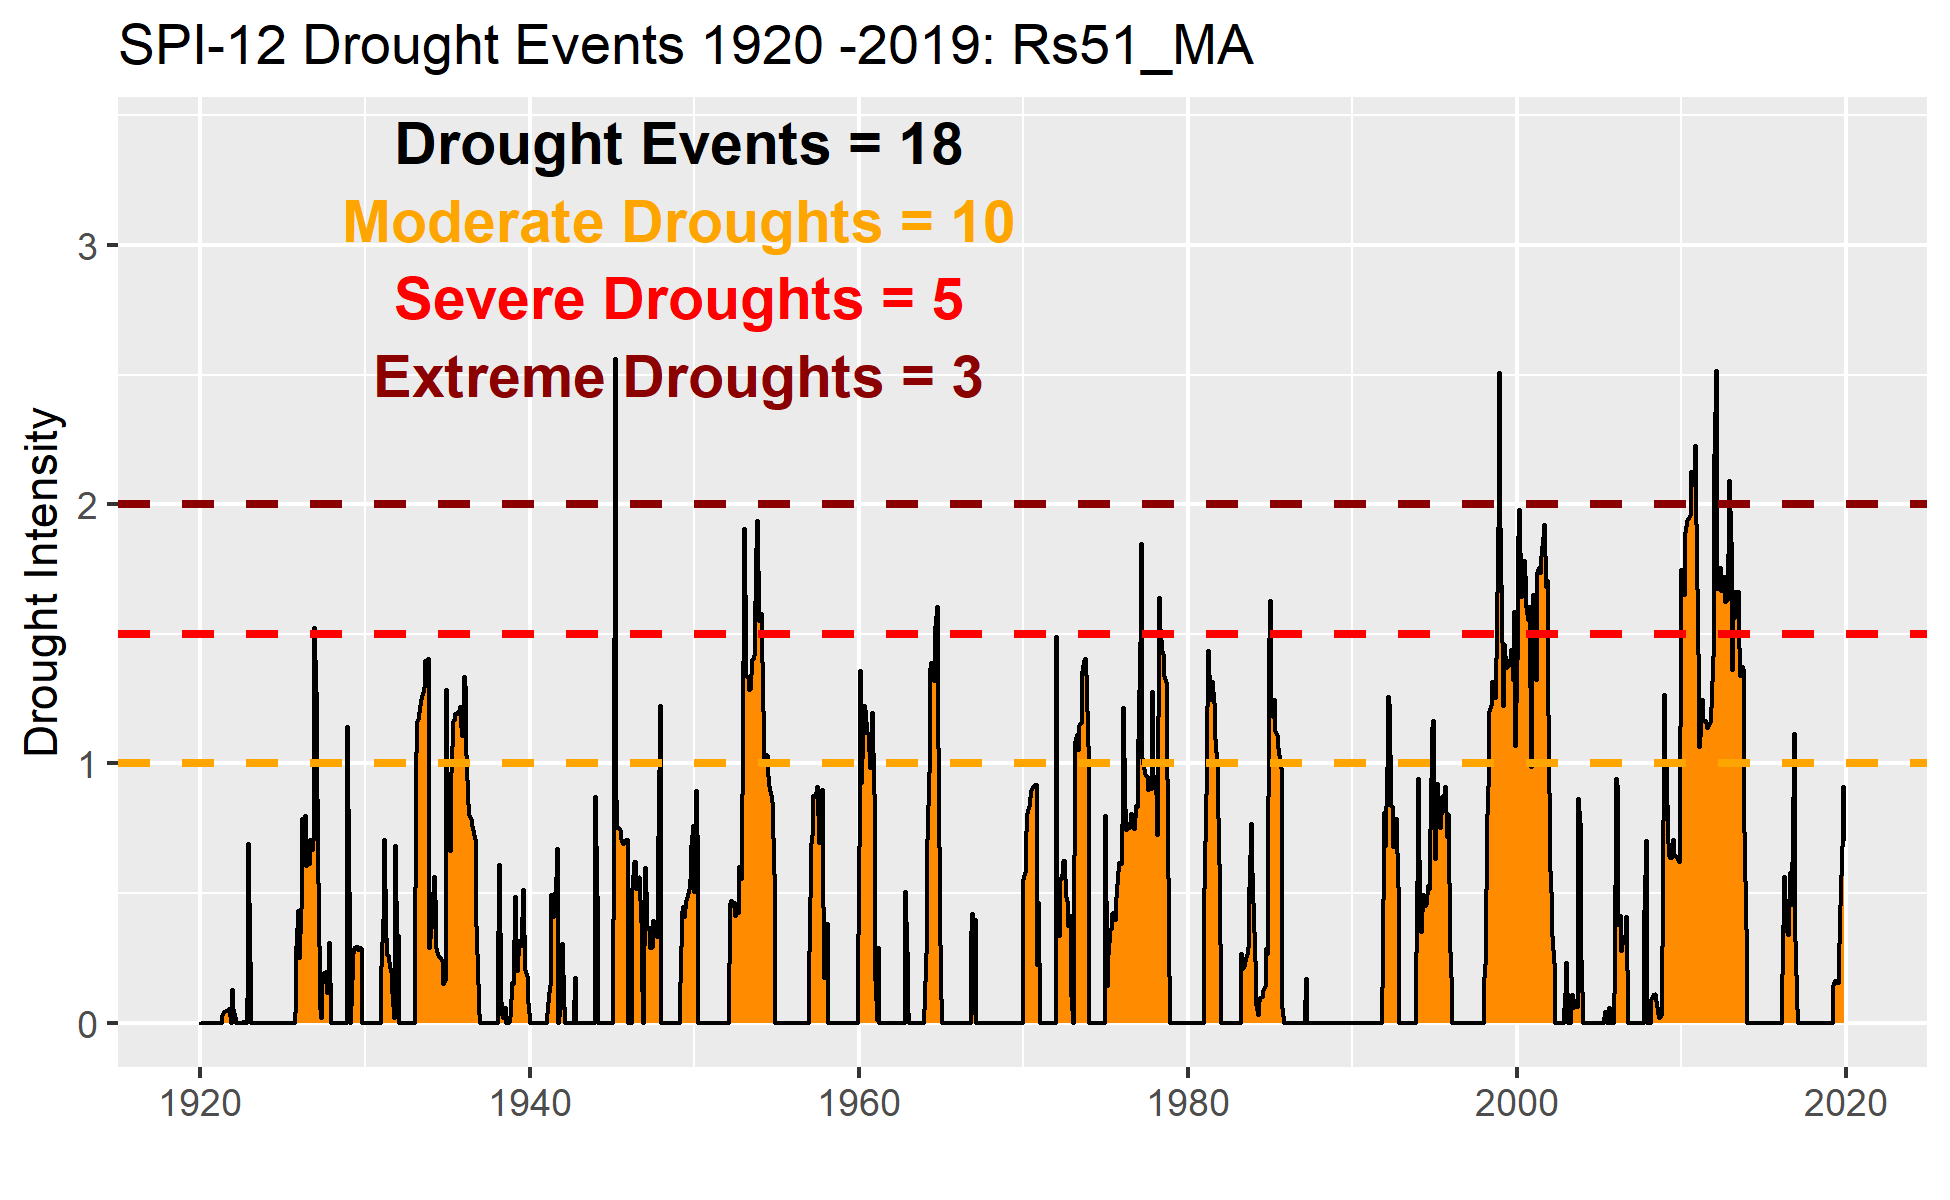 SPI-12 Drought Events 1920 -2019: Rs51_MA
Drought Events = 18
Moderate Droughts = 10
Severe Droughts = 5
Extreme Droughts = 3
Drought Intensity
3
2
1
0
1920 1940 1960 1980 2000 2020